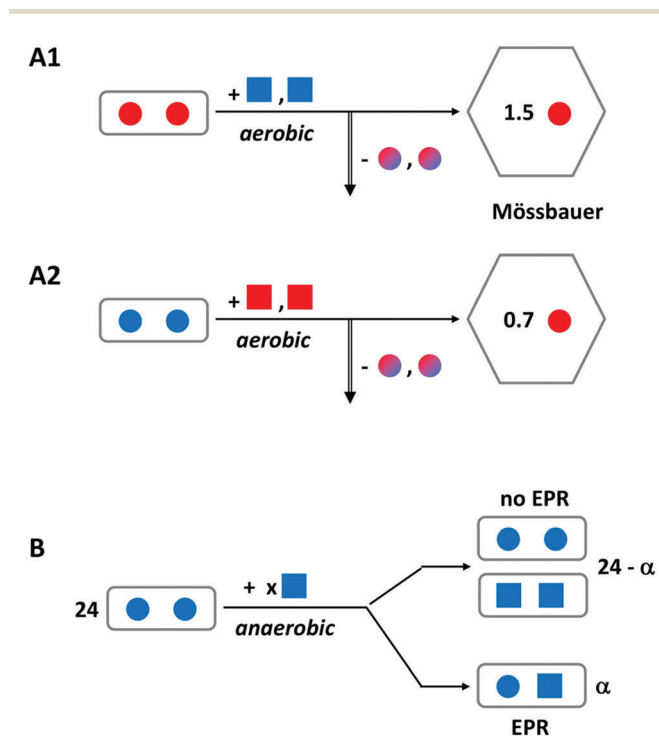 A1
+ , 
aerobic
- , 
1.5
Mössbauer
A2
+ , 
aerobic
- , 
0.7
no EPR
B
24
+ x
anaerobic
24 - α
α
EPR